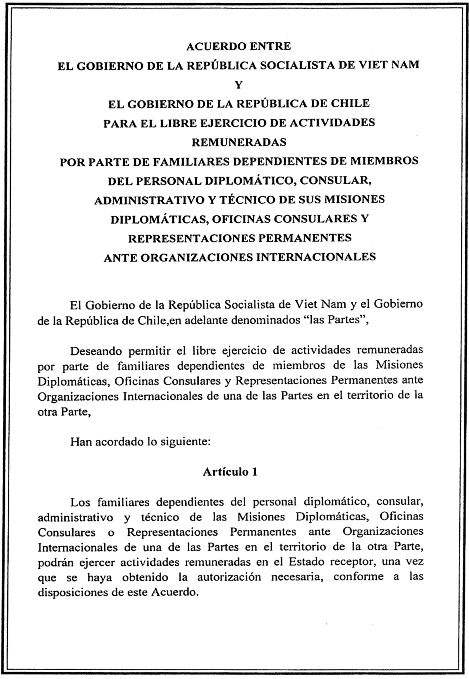 ACUERDO ENTRE
EL GOBIERNO DE LA REPÚBLICA SOCIALISTA DE VIET NAM
Y
EL GOBIERNO DE LA REPÚBLICA DE CHILE
PARA EL LIBRE EJERCICIO DE ACTIVIDADES
REMUNERADAS
POR PARTE DE FAMILIARES DEPENDIENTES DE MIEMBROS
DEL PERSONAL DIPLOMÁTICO, CONSULAR,
ADMINISTRATIVO Y TÉCNICO DE SUS MISIONES
DIPLOMÁTICAS, OFICINAS CONSULARES Y
REPRESENTACIONES PERMANENTES
ANTE ORGANIZACIONES INTERNACIONALES
El Gobierno de la República Socialista de Viet Nam y el Gobierno
de la República de Chile,en adelante denominados “las Partes”,
Deseando permitir el libre ejercicio de actividades remuneradas
por parte de familiares dependientes de miembros de las Misiones
Diplomáticas, Oficinas Consulares y Representaciones Permanentes ante
Organizaciones Internacionales de una de las Partes en el territorio de la
otra Parte,
Han acordado lo siguiente:
Artículo 1
Los familiares dependientes del personal diplomático, consular,
administrativo y técnico de las Misiones Diplomáticas, Oficinas
Consulares o Representaciones Permanentes ante Organizaciones
Internacionales de una de las Partes en el territorio de la otra Parte,
podrán ejercer actividades remuneradas en el Estado receptor, una vez
que se haya obtenido la autorización necesaria, conforme a las
disposiciones de este Acuerdo.